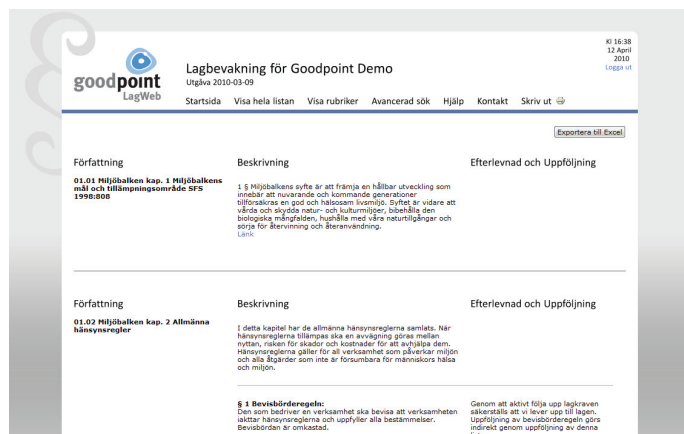 Kl 16:38
12 April
2010
Logga ut
goodpoint
LagWeb
Lagbevakning för Goodpoint Demo
Utgåva 2010-03-09
Startsida Visa hela listan Visa rubriker Avancerad sök Hjälp Kontakt Skriv ut
Exportera till Excel
Författning Beskrivning Efterlevnad och Uppföljning
01.01 Miljöbalken kap. 1 Miljöbalkens
mål och tillämpningsområde SFS
1998:808
1 § Miljöbalkens syfte är att främja en hållbar utveckling som
innebär att nuvarande och kommande generationer
tillförsäkras en god och hälsosam livsmiljö. Syftet är vidare att
vårda och skydda natur- och kulturmiljöer, bibehålla den
biologiska mångfalden, hushålla med våra naturtillgångar och
sörja för återvinning och återanvändning.
Länk
Författning Beskrivning Efterlevnad och Uppföljning
01.02 Miljöbalken kap. 2 Allmänna
hänsynsregler
I detta kapitel har de allmänna hänsynsreglerna samlats. När
hänsynsreglerna tillämpas ska en avvägning göras mellan
nyttan, risken för skador och kostnader för att avhjälpa dem.
Hänsynsreglerna gäller för all verksamhet som påverkar miljön
och alla åtgärder som inte är försumbara för människors hälsa
och miljön.
§ 1 Bevisbörderegeln:
Den som bedriver en verksamhet ska bevisa att verksamheten
iakttar hänsynsreglerna och uppfyller alla bestämmelser.
Bevisbördan är omkastad.
Genom att aktivt följa upp lagkraven
säkerställs att vi lever upp till lagen.
Uppföljning av bevisbörderegeln görs
indirekt genom uppföljning av denna